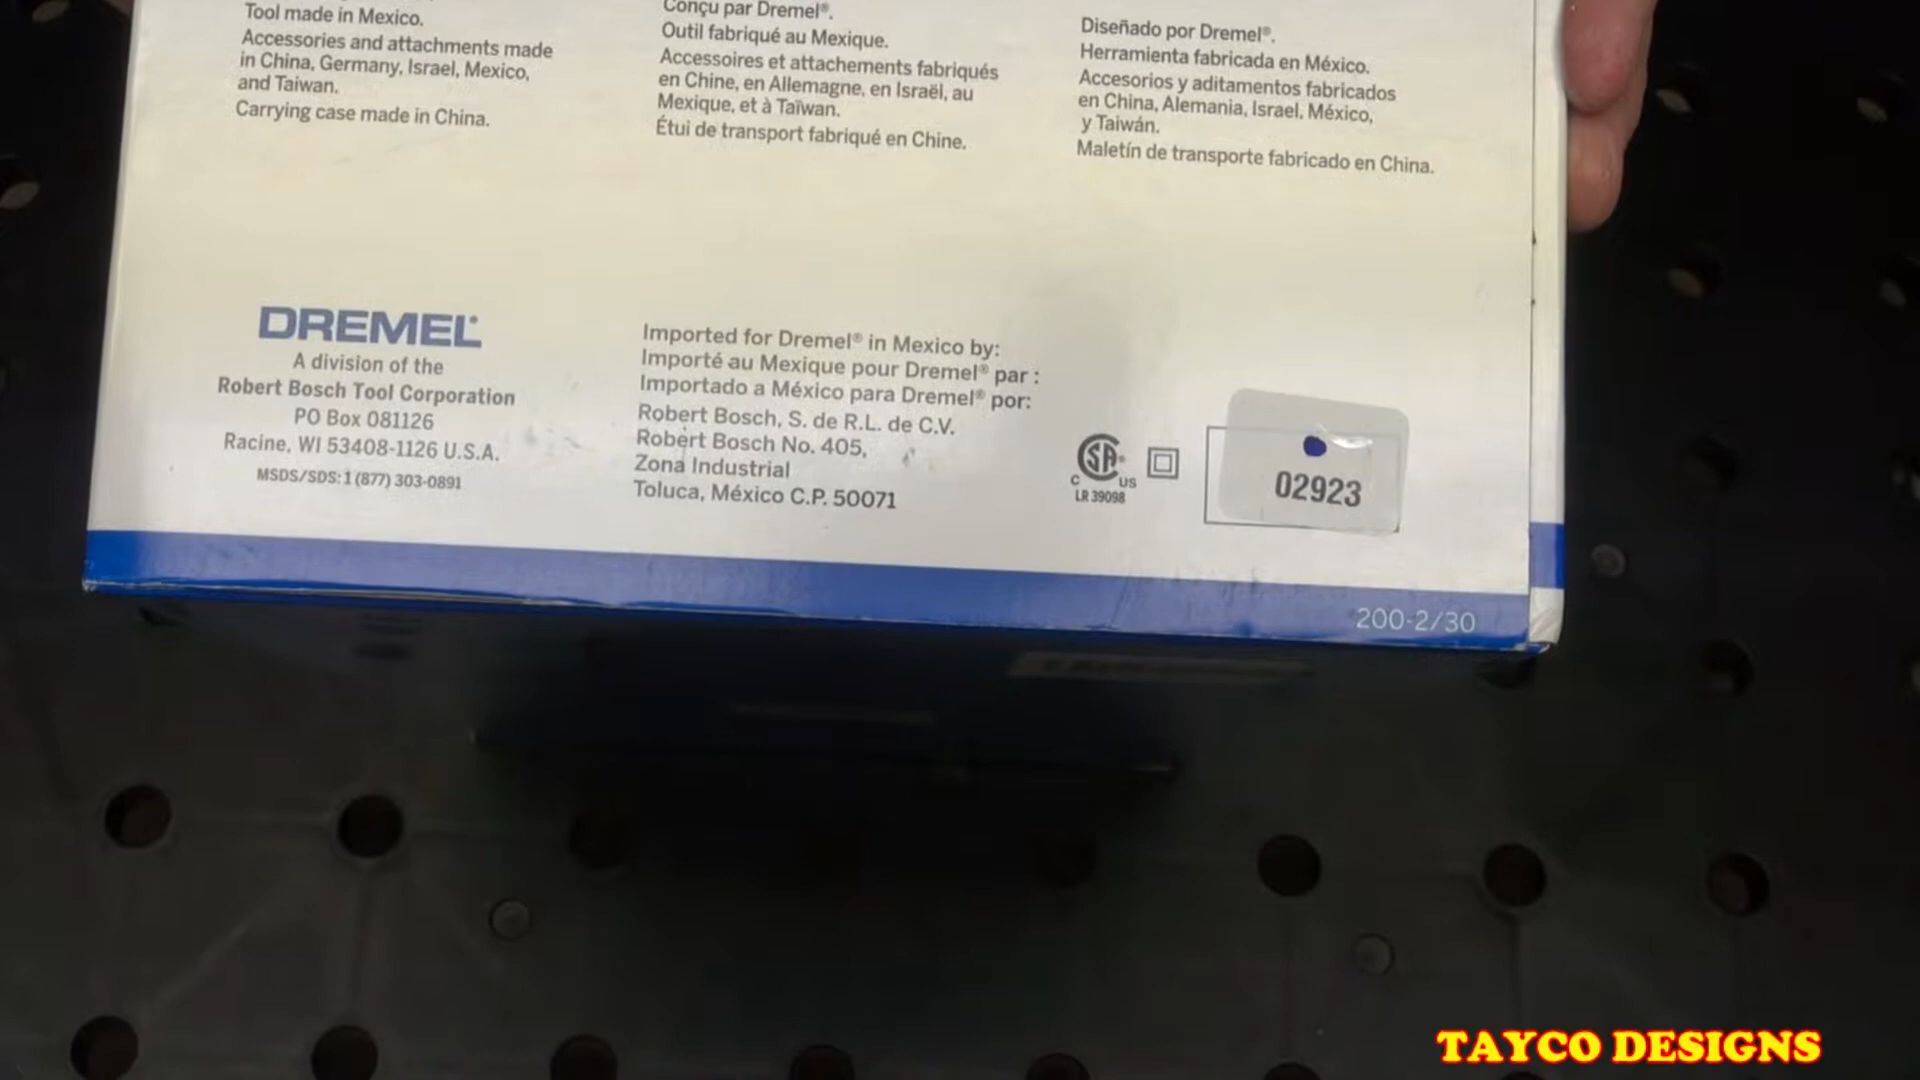 Tool made in Mexico.
Accessories and attachments made
in China, Germany, Israel, Mexico,
and Taiwan.
Carrying case made in China.
Conçu par Dremel®.
Outil fabriqué au Mexique.
Accessoires et attachements fabriqués
en Chine, en Allemagne, en Israël, au
Mexique, et à Taïwan.
Étui de transport fabriqué en Chine.
Diseñado por Dremel®.
Herramienta fabricada en México.
Accesorios y aditamentos fabricados
en China, Alemania, Israel, México,
y Taiwán.
Maletín de transporte fabricado en China.
DREMEL®
A division of the
Robert Bosch Tool Corporation
PO Box 081126
Racine, WI 53408-1126 U.S.A.
MSDS/SDS: 1 (877) 303-0891
Imported for Dremel® in Mexico by:
Importé au Mexique pour Dremel® par :
Importado a México para Dremel® por:
Robert Bosch, S. de R.L. de C.V.
Robert Bosch No. 405,
Zona Industrial
Toluca, México C.P. 50071
SA®
C US
LR 39098
02923
200-2/30
TAYCO DESIGNS